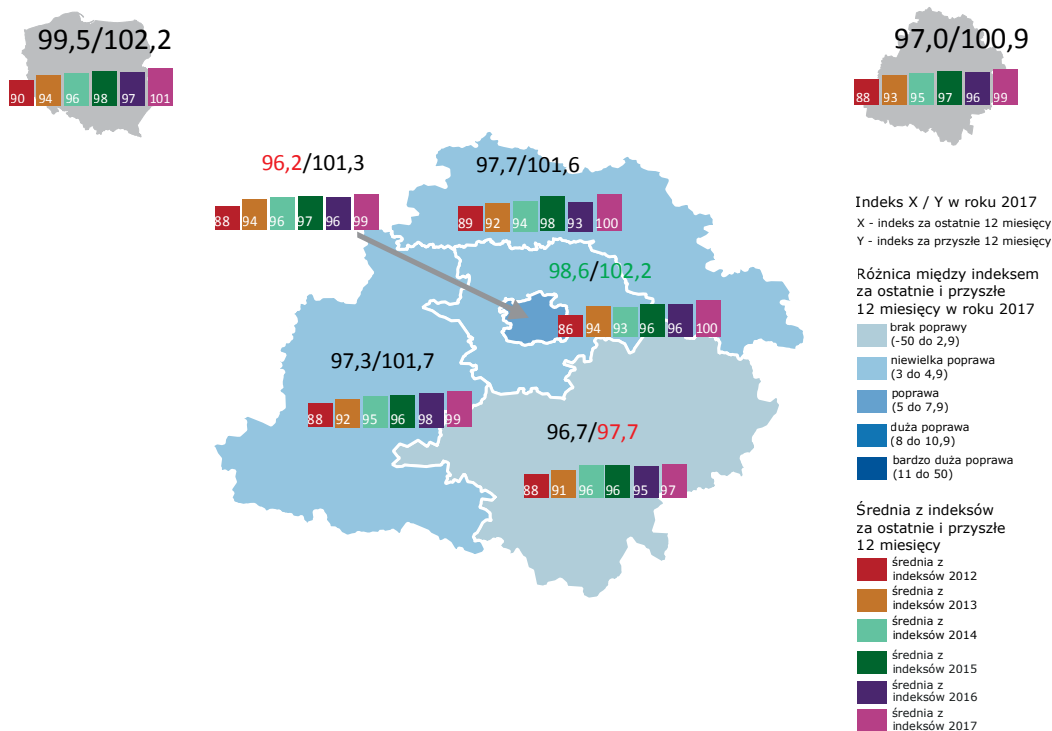 99,5/102,2
90 94 96 98 97 101
97,0/100,9
88 93 95 97 96 99
96,2/101,3
88 94 96 97 96 99
97,7/101,6
89 92 94 98 93 100
98,6/102,2
86 94 93 96 96 100
97,3/101,7
88 92 95 96 98 99
96,7/97,7
88 91 96 96 95 97
Indeks X / Y w roku 2017
X - indeks za ostatnie 12 miesięcy
Y - indeks za przyszłe 12 miesięcy
Różnica między indeksem
za ostatnie i przyszłe
12 miesięcy w roku 2017
brak poprawy
(-50 do 2,9)
niewielka poprawa
(3 do 4,9)
poprawa
(5 do 7,9)
duża poprawa
(8 do 10,9)
bardzo duża poprawa
(11 do 50)
Średnia z indeksów
za ostatnie i przyszłe
12 miesięcy
średnia z
indeksów 2012
średnia z
indeksów 2013
średnia z
indeksów 2014
średnia z
indeksów 2015
średnia z
indeksów 2016
średnia z
indeksów 2017